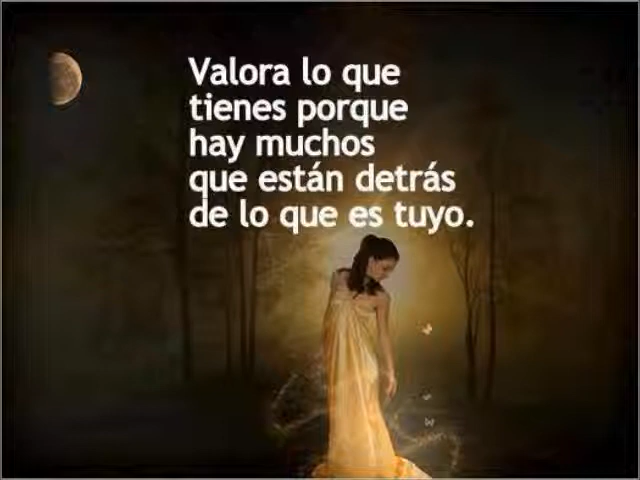 Valora lo que
tienes porque
hay muchos
que están detrás
de lo que es tuyo.